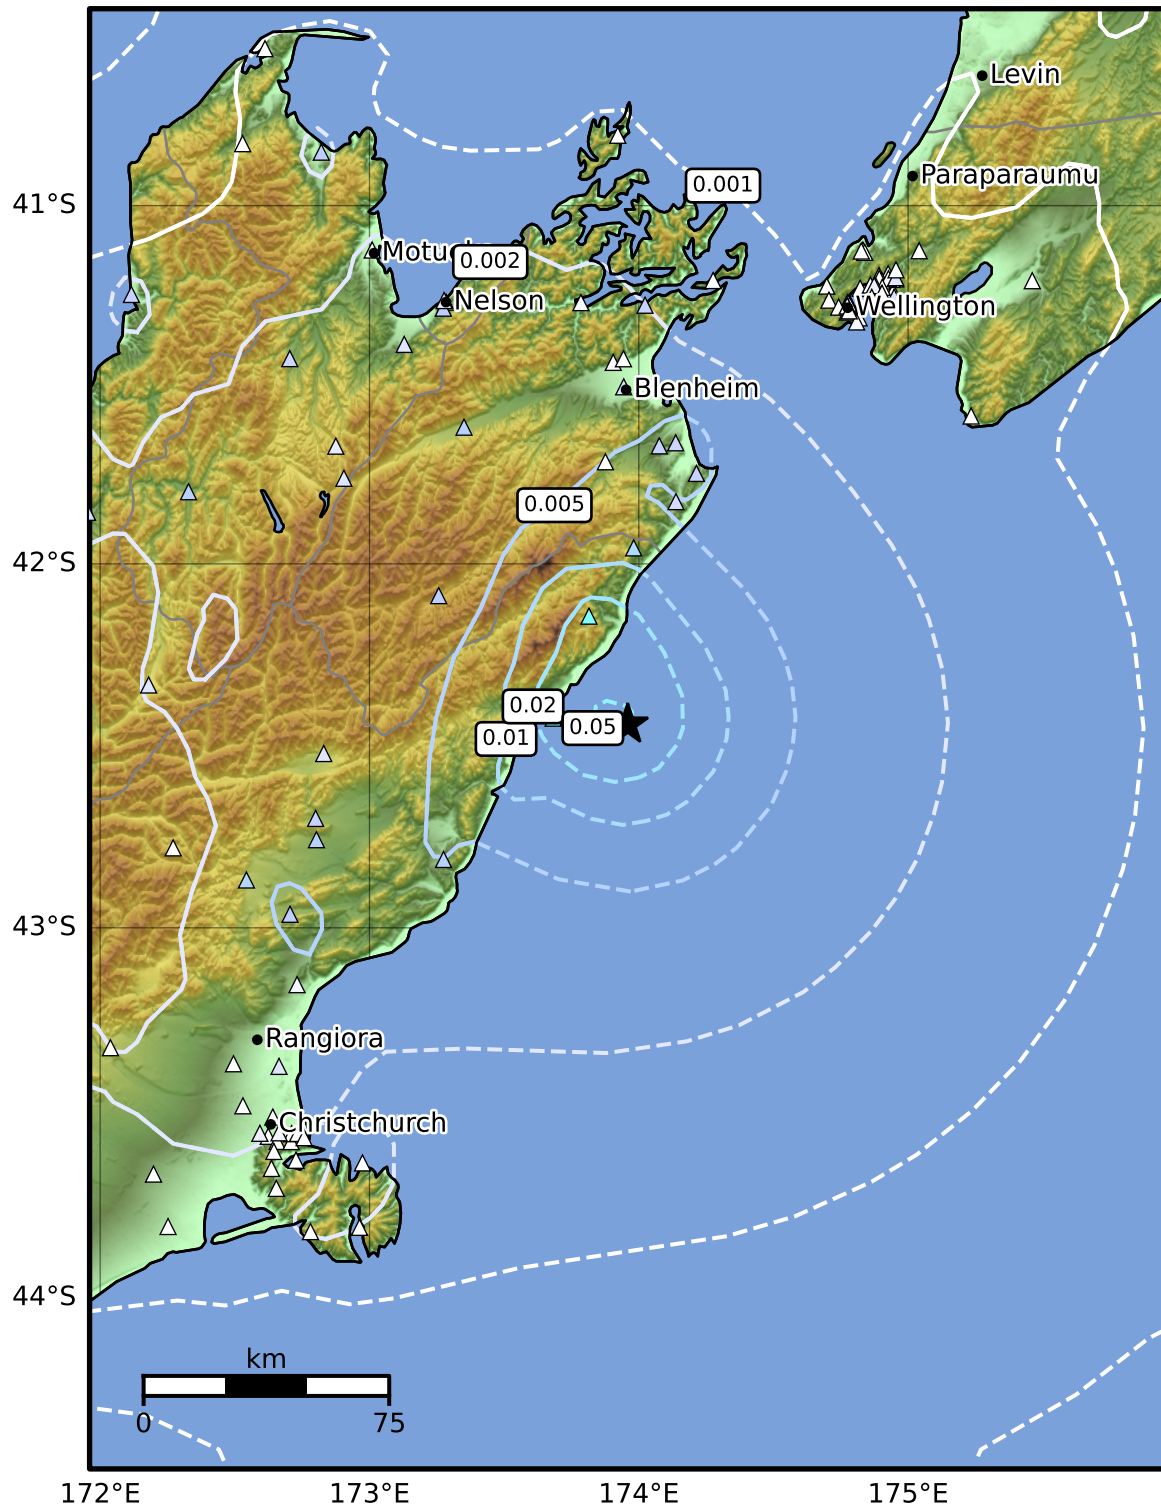 Levin
41°S
Paraparaumu
0.001
0.002
Nelson
Wellington
Blenheim
0.005
42°S
0.02
0.05
0.01
43°S
Rangiora
Christchurch
44°S
km
0
75
172°E
173°E
174°E
175°E